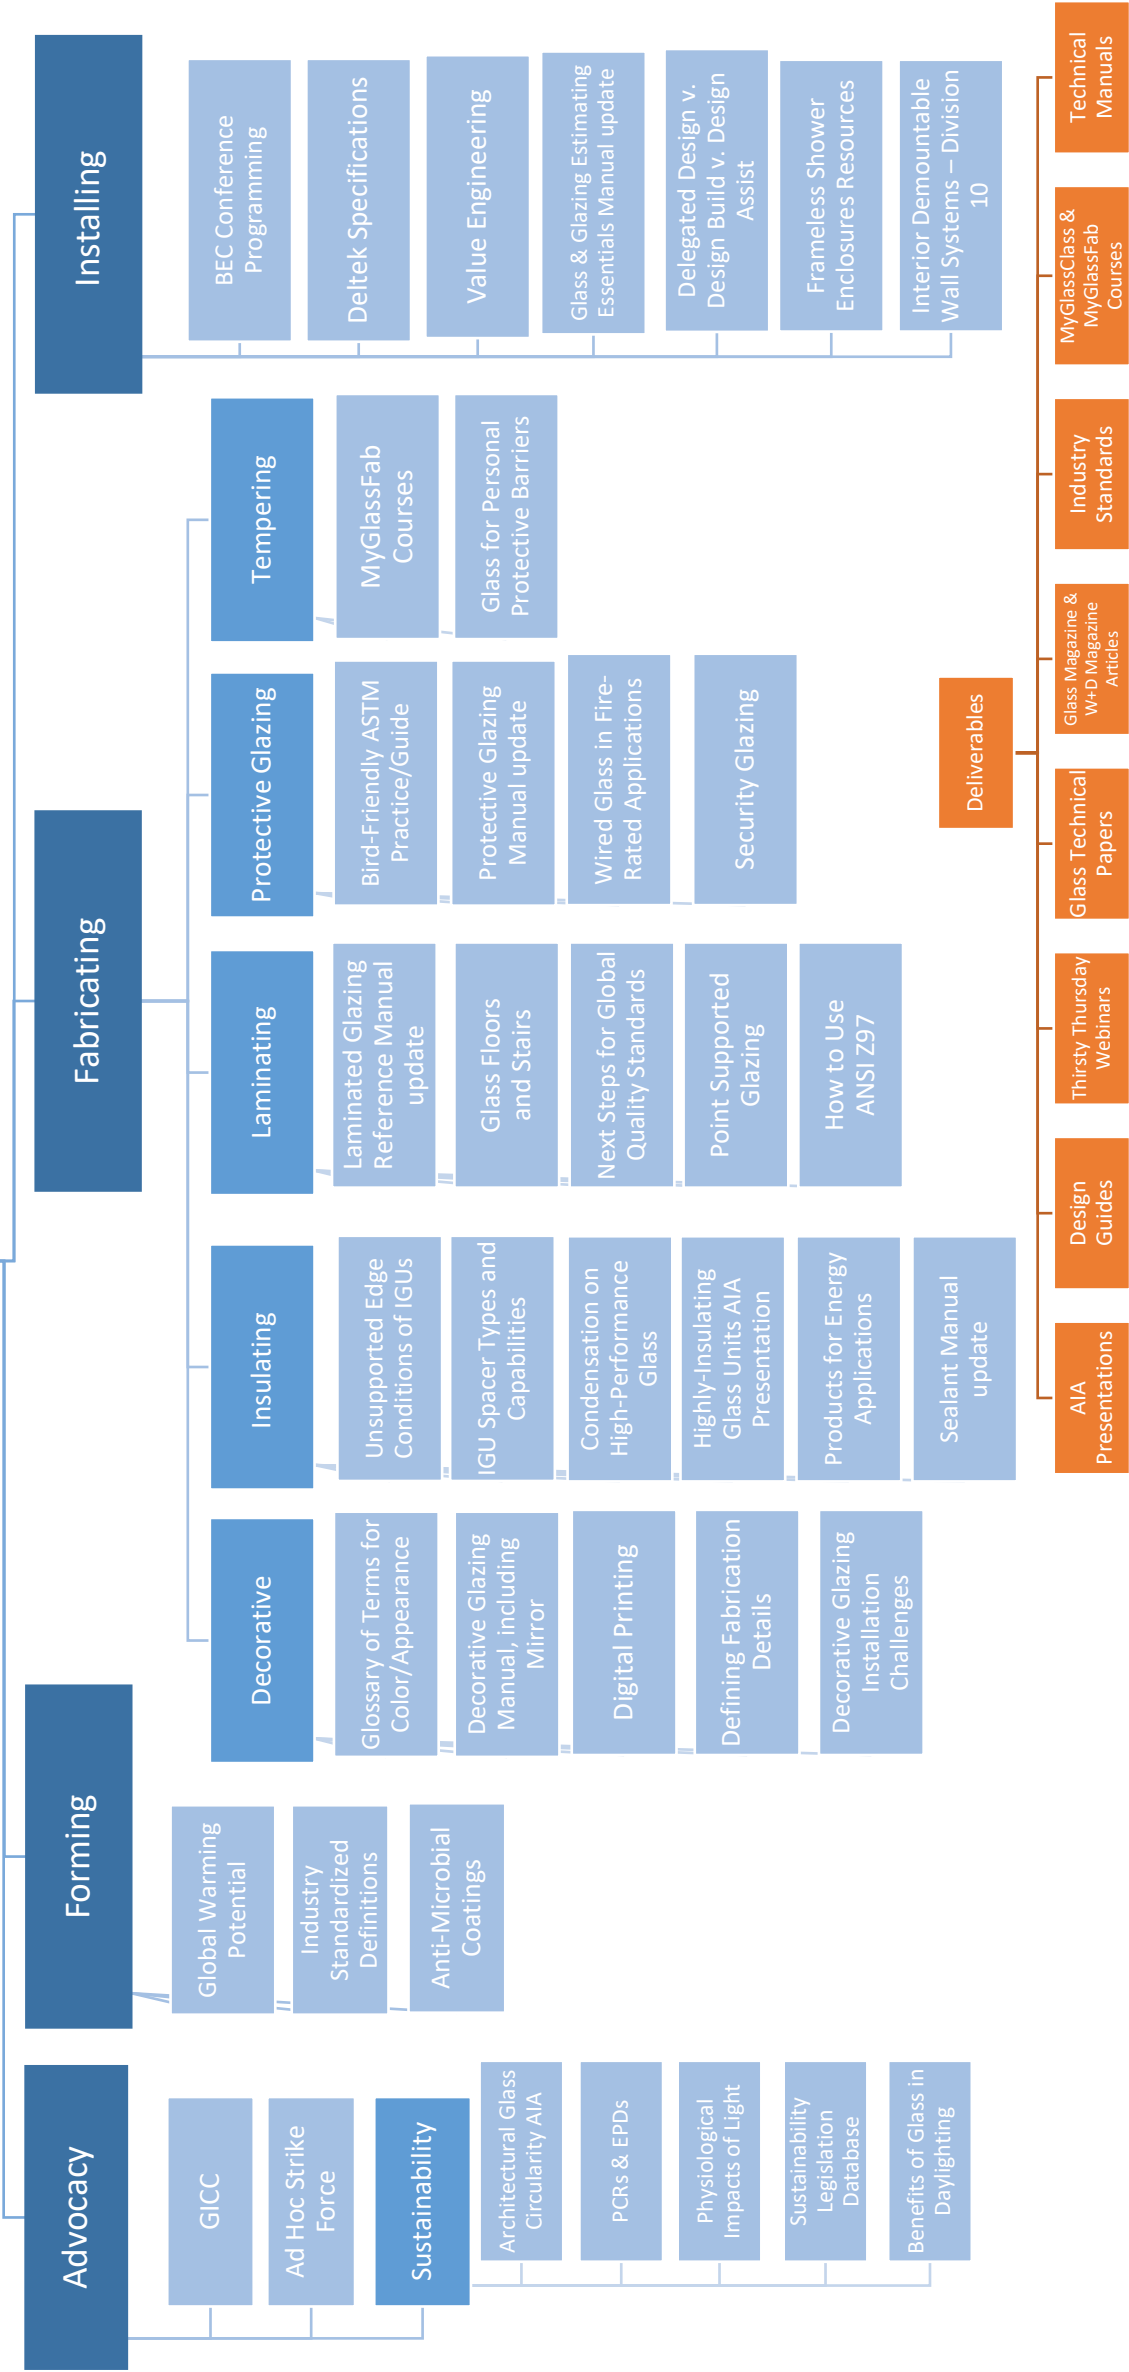 Advocacy
GICC
Ad Hoc Strike
Force
Sustainability
Architectural Glass
Circularity AIA
PCRs & EPDs
Physiological
Impacts of Light
Sustainability
Legislation
Database
Benefits of Glass in
Daylighting
Forming
Global Warming
Potential
Industry
Standardized
Definitions
Anti-Microbial
Coatings
Fabricating
Decorative
Glossary of Terms for
Color/Appearance
Decorative Glazing
Manual, including
Mirror
Digital Printing
Defining Fabrication
Details
Decorative Glazing
Installation
Challenges
Insulating
Unsupported Edge
Conditions of IGUs
IGU Spacer Types and
Capabilities
Condensation on
High-Performance
Glass
Highly-Insulating
Glass Units AIA
Presentation
Products for Energy
Applications
Sealant Manual
update
Laminating
Laminated Glazing
Reference Manual
update
Glass Floors
and Stairs
Next Steps for Global
Quality Standards
Point Supported
Glazing
How to Use
ANSI Z97
Protective Glazing
Bird-Friendly ASTM
Practice/Guide
Protective Glazing
Manual update
Wired Glass in Fire-
Rated Applications
Security Glazing
Tempering
MyGlassFab
Courses
Glass for Personal
Protective Barriers
Installing
BEC Conference
Programming
Deltek Specifications
Value Engineering
Glass & Glazing Estimating
Essentials Manual update
Delegated Design v.
Design Build v. Design
Assist
Frameless Shower
Enclosures Resources
Interior Demountable
Wall Systems – Division
10
Deliverables
AIA
Presentations
Design
Guides
Thirsty Thursday
Webinars
Glass Technical
Papers
Glass Magazine &
W+D Magazine
Articles
Industry
Standards
MyGlassClass &
MyGlassFab
Courses
Technical
Manuals